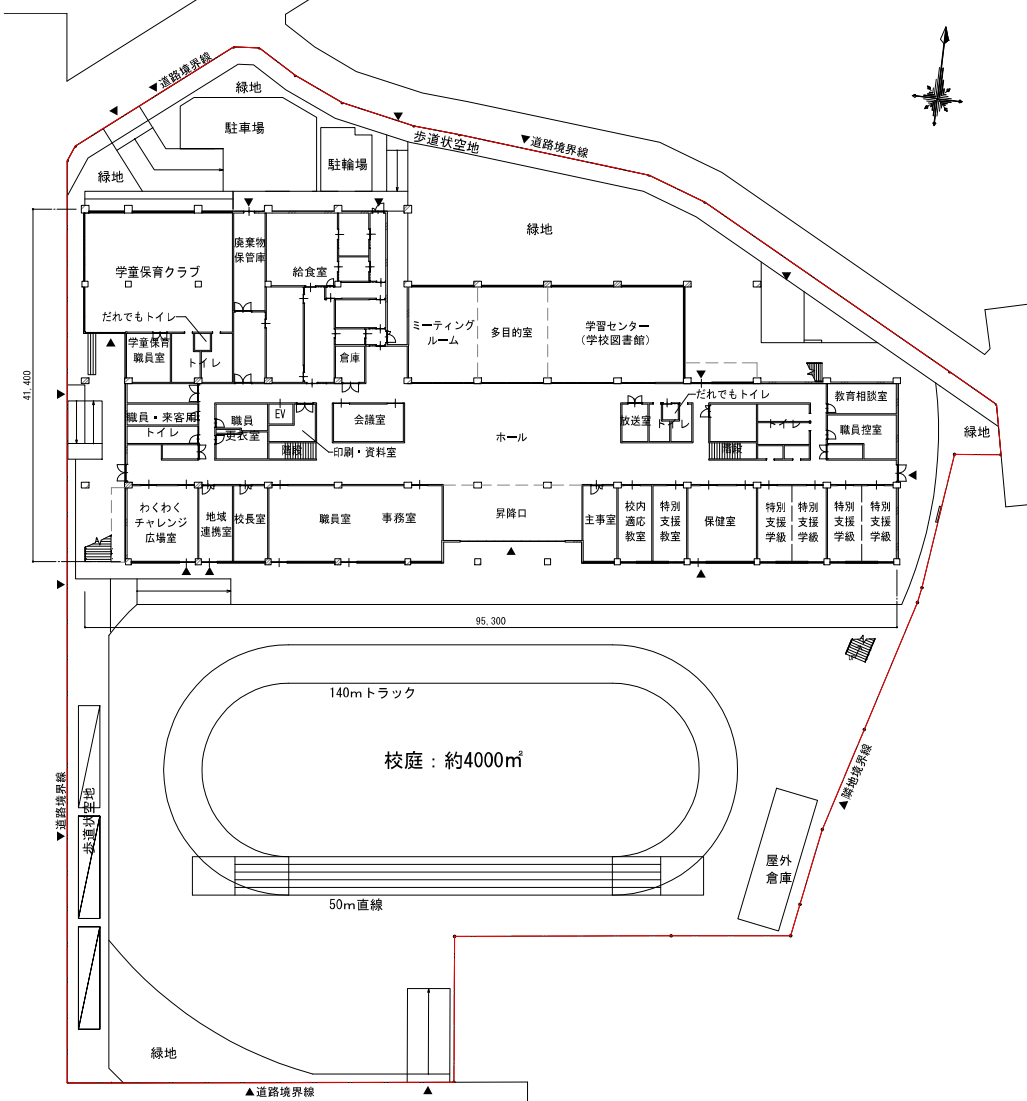 ▼道路境界線
緑地
駐車場
駐輪場
歩道状空地
▼道路境界線
緑地
緑地
廃棄物
保管庫
給食室
学童保育クラブ
だれでもトイレ
学童保育
職員室
トイレ
倉庫
ミーティング
ルーム
多目的室
学習センター
(学校図書館)
41,400
職員・来客用
トイレ
職員
更衣室
EV
階段
印刷・資料室
会議室
ホール
放送室
トイレ
だれでもトイレ
階段
トイレ
教育相談室
職員控室
緑地
わくわく
チャレンジ
広場室
地域
連携室
校長室
職員室
事務室
昇降口
主事室
校内
適応
教室
特別
支援
教室
保健室
特別
支援
学級
特別
支援
学級
特別
支援
学級
特別
支援
学級
95,300
140mトラック
校庭：約4000㎡
50m直線
▼道路境界線
歩道状空地
▲隣地境界線
屋外
倉庫
緑地
▲道路境界線